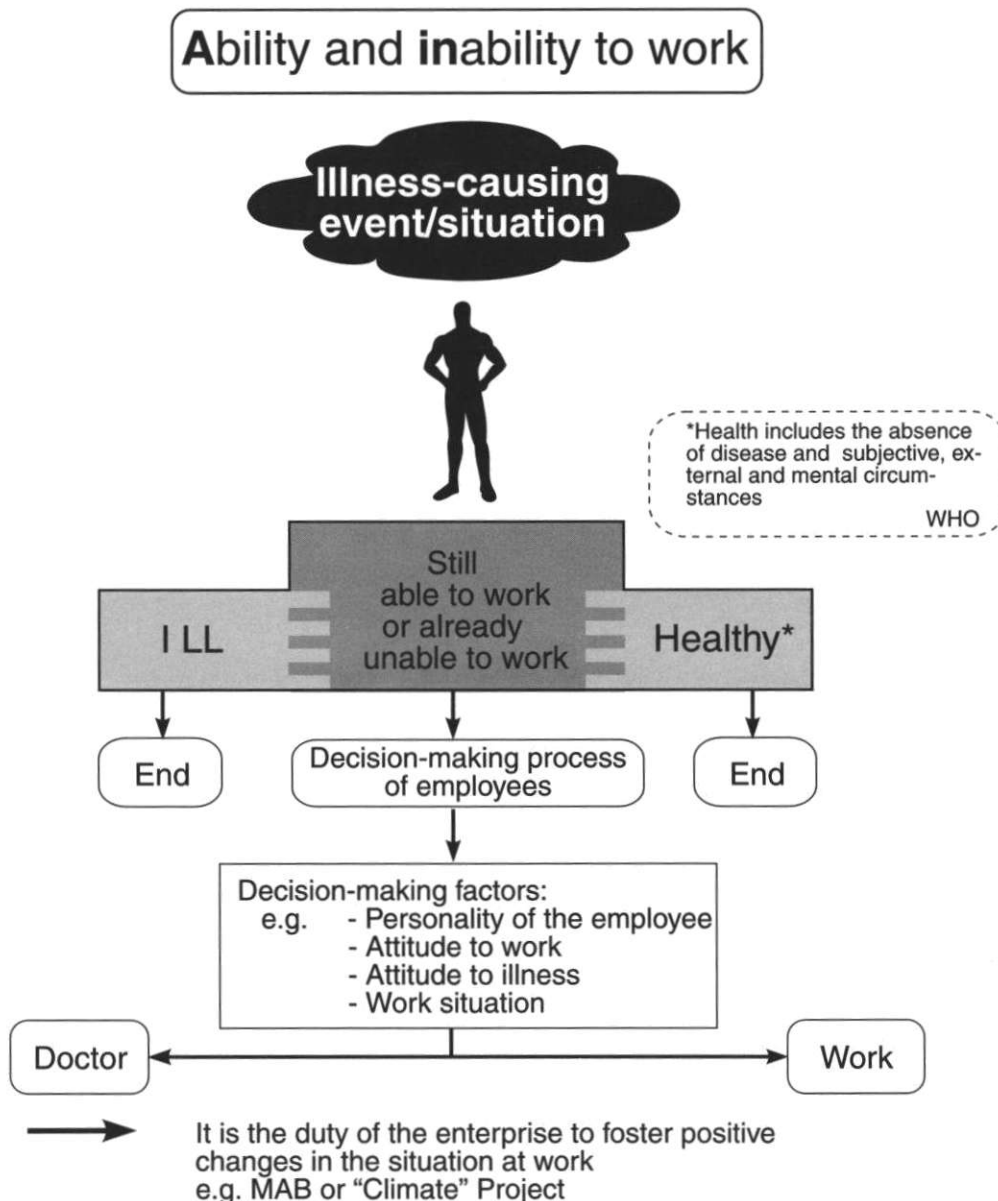 Ability and inability to work
Illness-causing
event/situation
*Health includes the absence
of disease and subjective, ex-
ternal and mental circum-
stances
WHO
Still
able to work
or already
unable to work
I LL
Healthy*
End
Decision-making process
of employees
End
Decision-making factors:
e.g. - Personality of the employee
- Attitude to work
- Attitude to illness
- Work situation
Doctor
Work
It is the duty of the enterprise to foster positive
changes in the situation at work
e.g. MAB or “Climate” Project